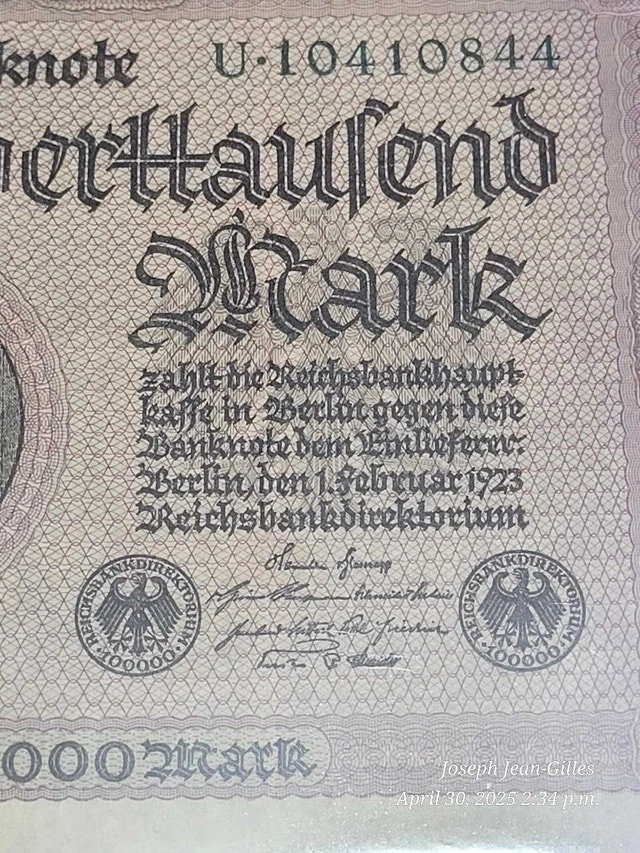 knote U·10410844
erttausend
Mark
zahlt die Reichsbankhaupt-
kasse in Berlin gegen diese
Banknote dem Einlieferer.
Berlin, den 1. Februar 1923
Reichsbankdirektorium
REICHSBANKDIREKTORIUM
100000
REICHSBANKDIREKTORIUM
100000
000 Mark
Joseph Jean-Gilles
April 30, 2025 2:34 p.m.